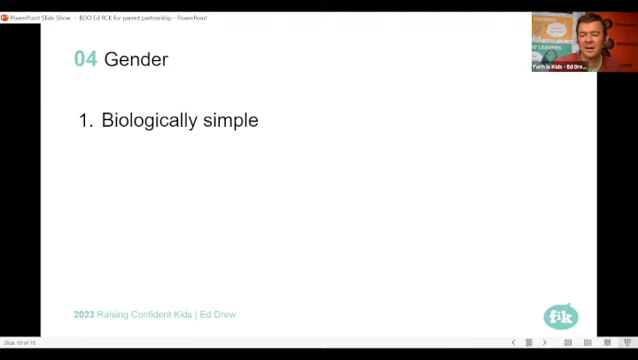 PowerPoint Slide Show - BOO Ed RCK for parent partnership - PowerPoint
04 Gender
1. Biologically simple
Faith in Kids - Ed Dre...
2023 Raising Confident Kids | Ed Drew
fik
Slide 10 of 16